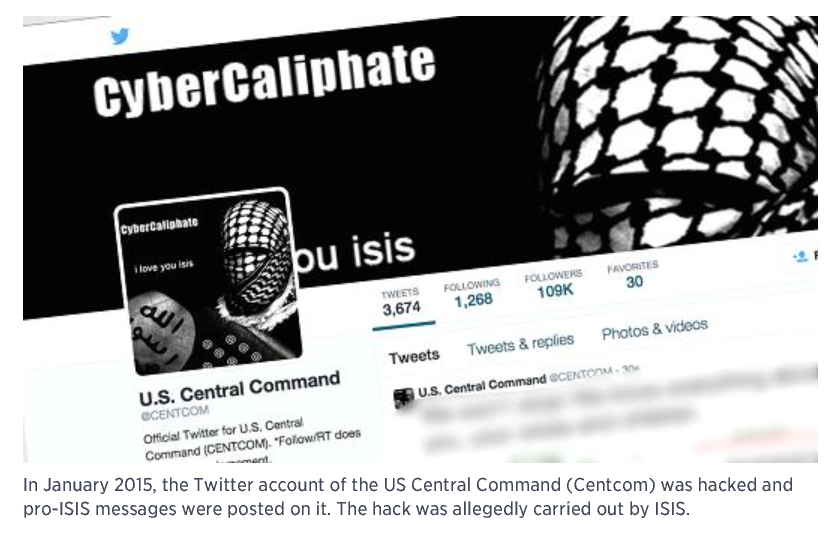 CyberCaliphate
CyberCaliphate
i love you isis
ou isis
الله
TWEETS
3,674
FOLLOWING
1,268
FOLLOWERS
109K
FAVORITES
30
Tweets
Tweets & replies
Photos & videos
U.S. Central Command
@CENTCOM
Official Twitter for U.S. Central
Command (CENTCOM). *Follow/RT does
U.S. Central Command @CENTCOM · 30s
In January 2015, the Twitter account of the US Central Command (Centcom) was hacked and
pro-ISIS messages were posted on it. The hack was allegedly carried out by ISIS.